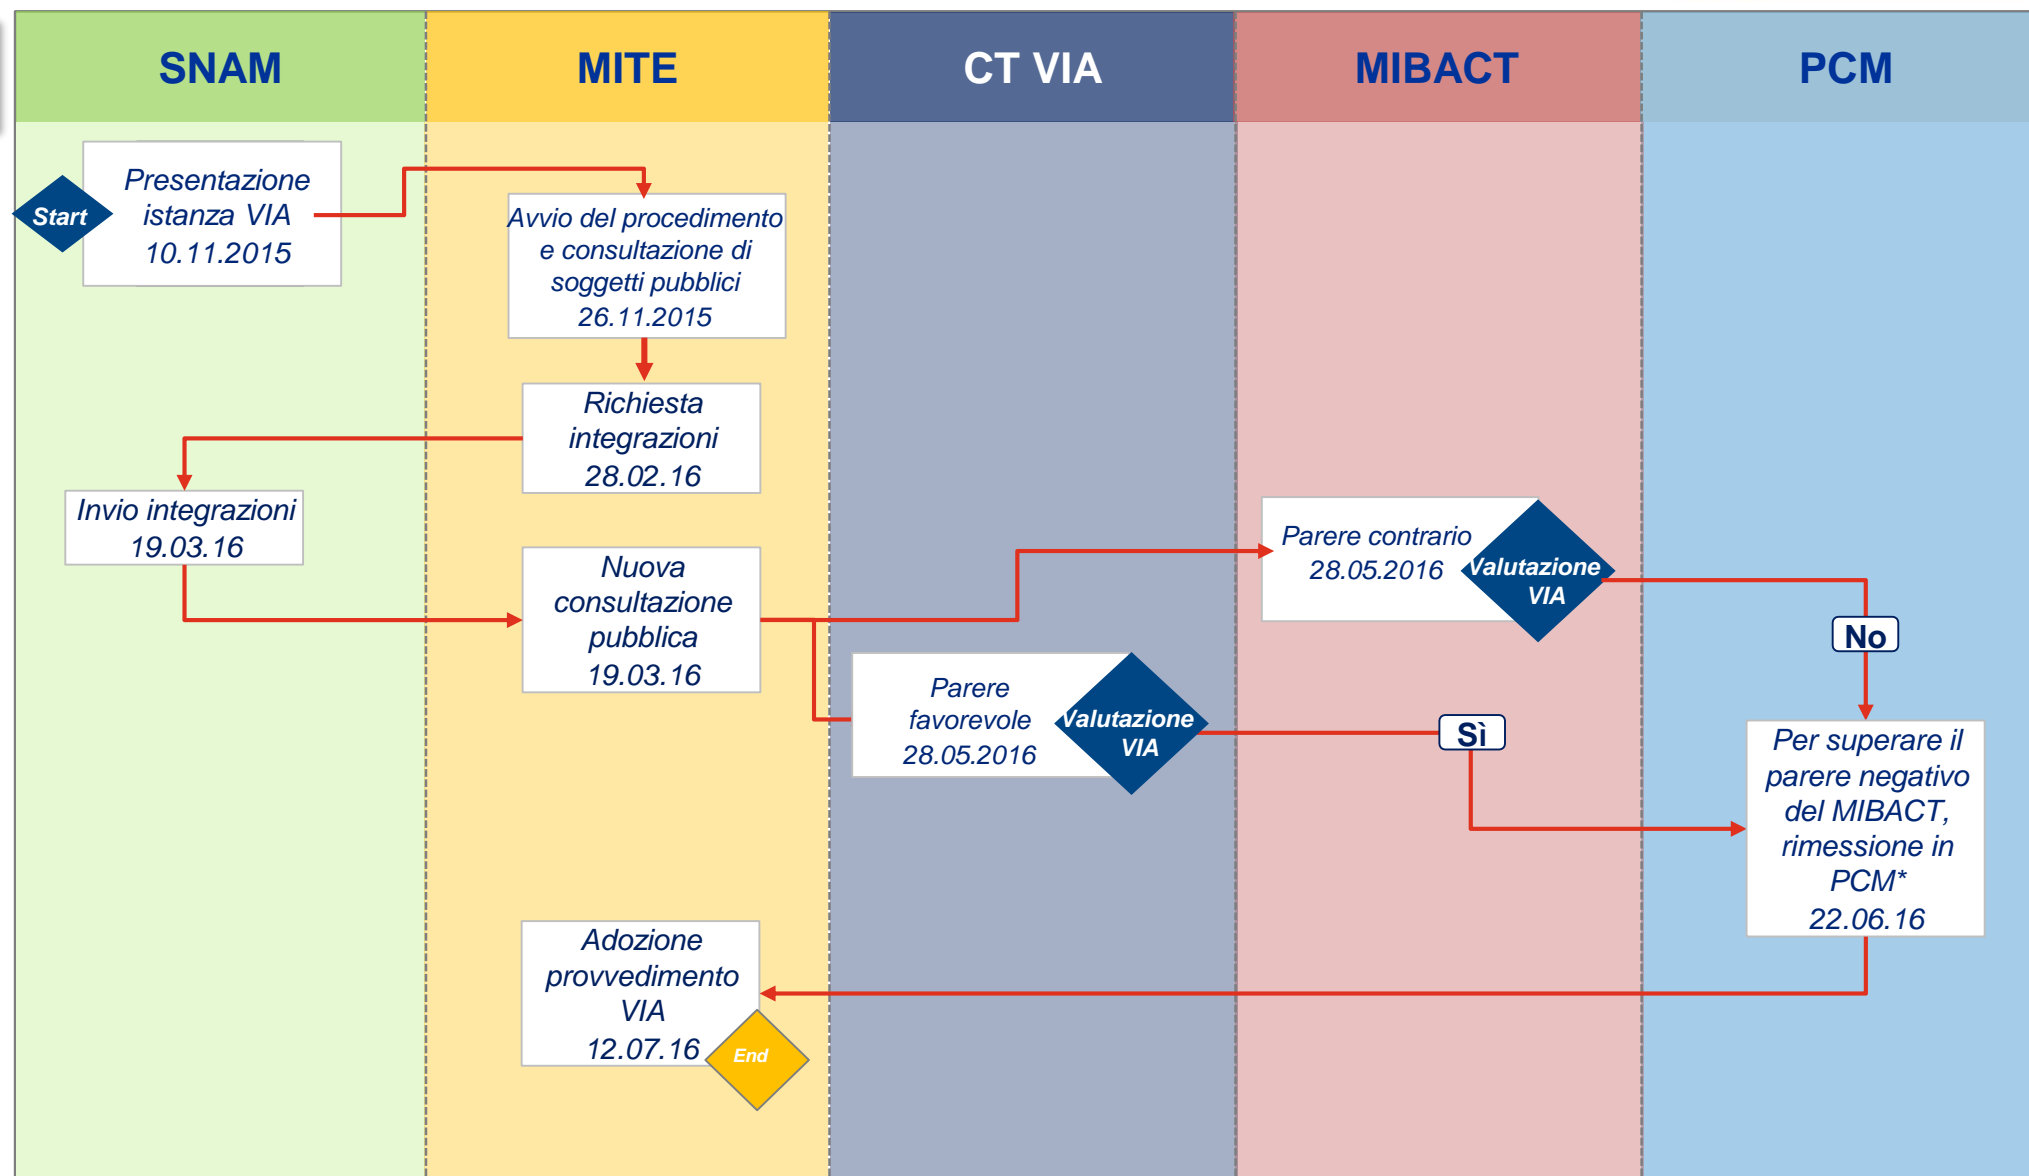 SNAM
MITE
CT VIA
MIBACT
PCM
Start
Presentazione
istanza VIA
10.11.2015
Avvio del procedimento
e consultazione di
soggetti pubblici
26.11.2015
Richiesta
integrazioni
28.02.16
Invio integrazioni
19.03.16
Nuova
consultazione
pubblica
19.03.16
Parere contrario
28.05.2016
Valutazione
VIA
No
Parere
favorevole
28.05.2016
Valutazione
VIA
Sì
Per superare il
parere negativo
del MIBACT,
rimessione in
PCM*
22.06.16
Adozione
provvedimento
VIA
12.07.16
End